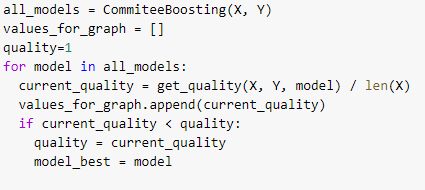 all_models = CommiteeBoosting(X, Y)
values_for_graph = []
quality=1
for model in all_models:
  current_quality = get_quality(X, Y, model) / len(X)
  values_for_graph.append(current_quality)
  if current_quality < quality:
    quality = current_quality
    model_best = model